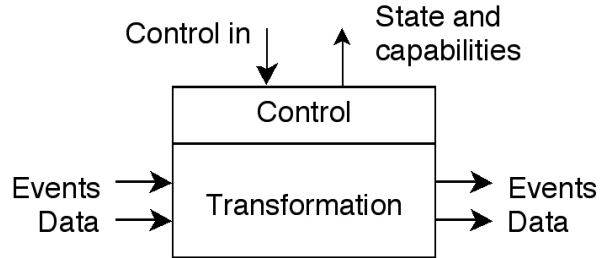 Control in
State and
capabilities
Control
Events
Data
Transformation
Events
Data